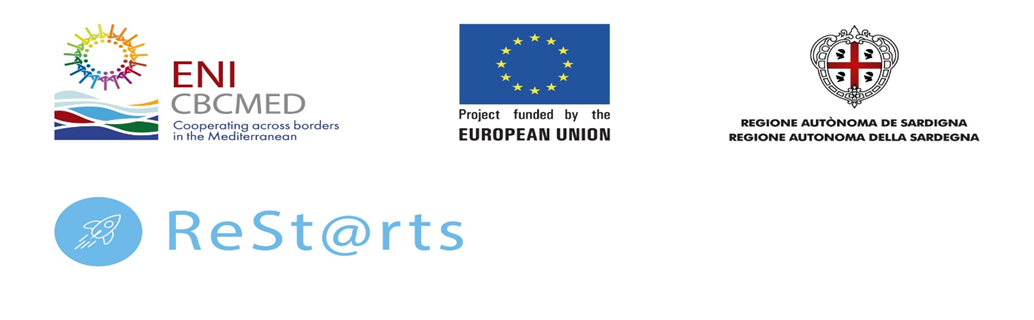 ENI
CBCMED
Cooperating across borders
in the Mediterranean
Project funded by the
EUROPEAN UNION
REGIONE AUTÒNOMA DE SARDIGNA
REGIONE AUTONOMA DELLA SARDEGNA
ReSt@rts